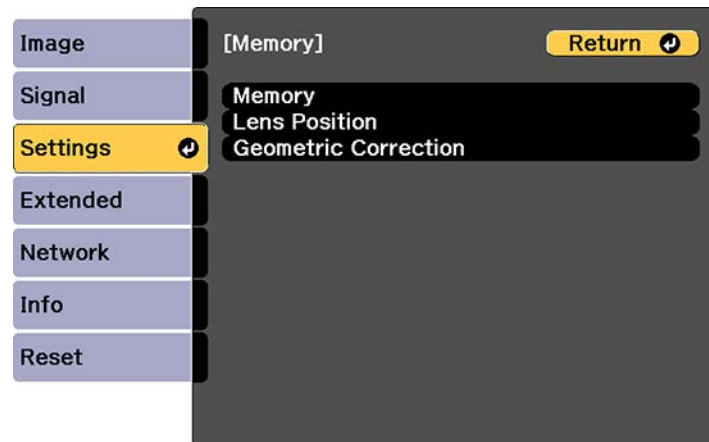 Image
Signal
Settings
Extended
Network
Info
Reset
[Memory]
Return
Memory
Lens Position
Geometric Correction